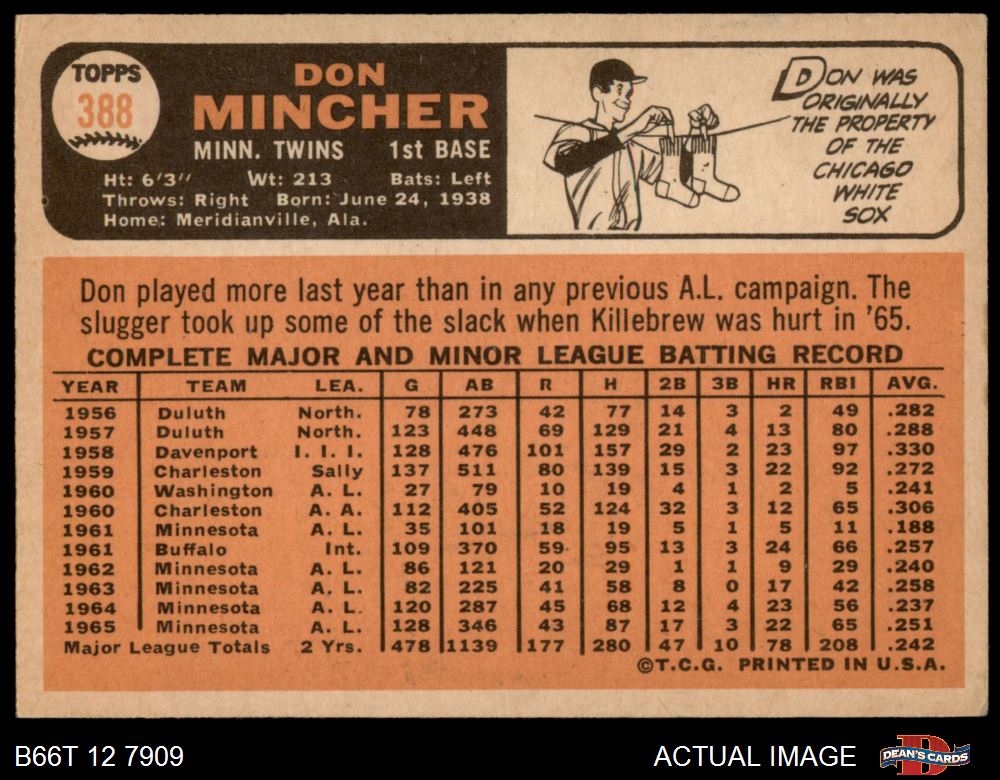 TOPPS
388
DON
MINCHER
MINN. TWINS 1st BASE
Ht: 6'3" Wt: 213 Bats: Left
Throws: Right Born: June 24, 1938
Home: Meridianville, Ala.
DON WAS
ORIGINALLY
THE PROPERTY
OF THE
CHICAGO
WHITE
SOX
Don played more last year than in any previous A.L. campaign. The
slugger took up some of the slack when Killebrew was hurt in '65.
COMPLETE MAJOR AND MINOR LEAGUE BATTING RECORD
YEAR TEAM LEA. G AB R H 2B 3B HR RBI AVG.
1956 Duluth North. 78 273 42 77 14 3 2 49 .282
1957 Duluth North. 123 448 69 129 21 4 13 80 .288
1958 Davenport I. I. I. 128 476 101 157 29 2 23 97 .330
1959 Charleston Sally 137 511 80 139 15 3 22 92 .272
1960 Washington A. L. 27 79 10 19 4 1 2 5 .241
1960 Charleston A. A. 112 405 52 124 32 3 12 65 .306
1961 Minnesota A. L. 35 101 18 19 5 1 5 11 .188
1961 Buffalo Int. 109 370 59 95 13 3 24 66 .257
1962 Minnesota A. L. 86 121 20 29 1 1 9 29 .240
1963 Minnesota A. L. 82 225 41 58 8 0 17 42 .258
1964 Minnesota A. L. 120 287 45 68 12 4 23 56 .237
1965 Minnesota A. L. 128 346 43 87 17 3 22 65 .251
Major League Totals 2 Yrs. 478 1139 177 280 47 10 78 208 .242
©T.C.G. PRINTED IN U.S.A.
B66T 12 7909 ACTUAL IMAGE DEAN'S CARDS